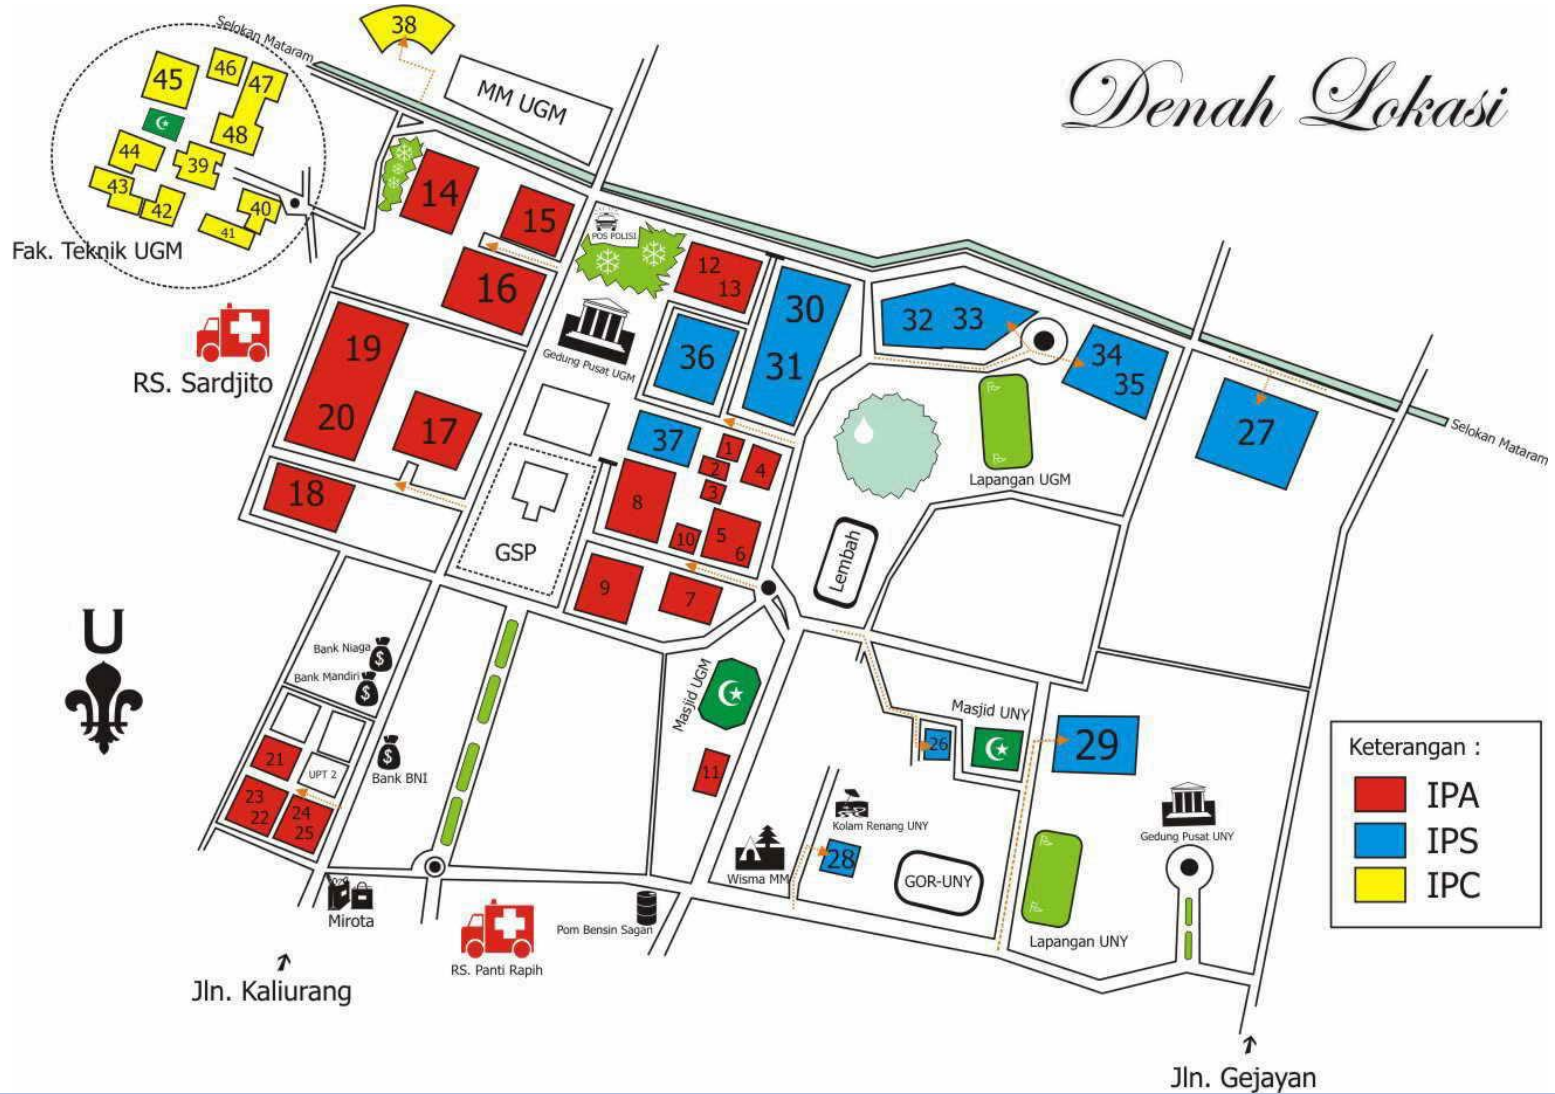 Denah Lokasi
Selokan Mataram
38
MM UGM
45
46
47
48
44
39
43
42
40
41
Fak. Teknik UGM
14
15
16
POS POLISI
12
13
30
31
32
33
34
35
27
Selokan Mataram
RS. Sardjito
19
20
17
18
Gedung Pusat UGM
36
37
1
2
3
4
8
10
5
6
9
7
GSP
Lapangan UGM
Lembah
U
Bank Niaga
$
Bank Mandiri
$
$
Bank BNI
21
UPT 2
23
22
24
25
Masjid UGM
11
Masjid UNY
26
29
Kolam Renang UNY
28
Wisma MM
GOR-UNY
Gedung Pusat UNY
Lapangan UNY
Mirota
Pom Bensin Sagan
RS. Panti Rapih
Jln. Kaliurang
Jln. Gejayan
Keterangan :
IPA
IPS
IPC